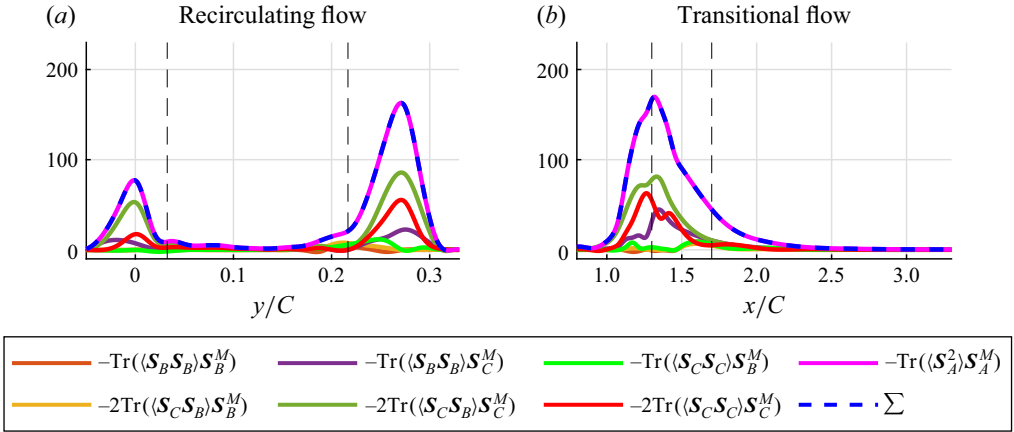 (a) Recirculating flow
(b) Transitional flow
200
100
0
0 0.1 0.2 0.3
y/C
200
100
0
1.0 1.5 2.0 2.5 3.0
x/C
–Tr(⟨S_B S_B⟩S_B^M) –Tr(⟨S_B S_B⟩S_C^M) –Tr(⟨S_C S_C⟩S_B^M) –Tr(⟨S_A^2⟩S_A^M)
–2Tr(⟨S_C S_B⟩S_B^M) –2Tr(⟨S_C S_B⟩S_C^M) –2Tr(⟨S_C S_C⟩S_C^M) ∑